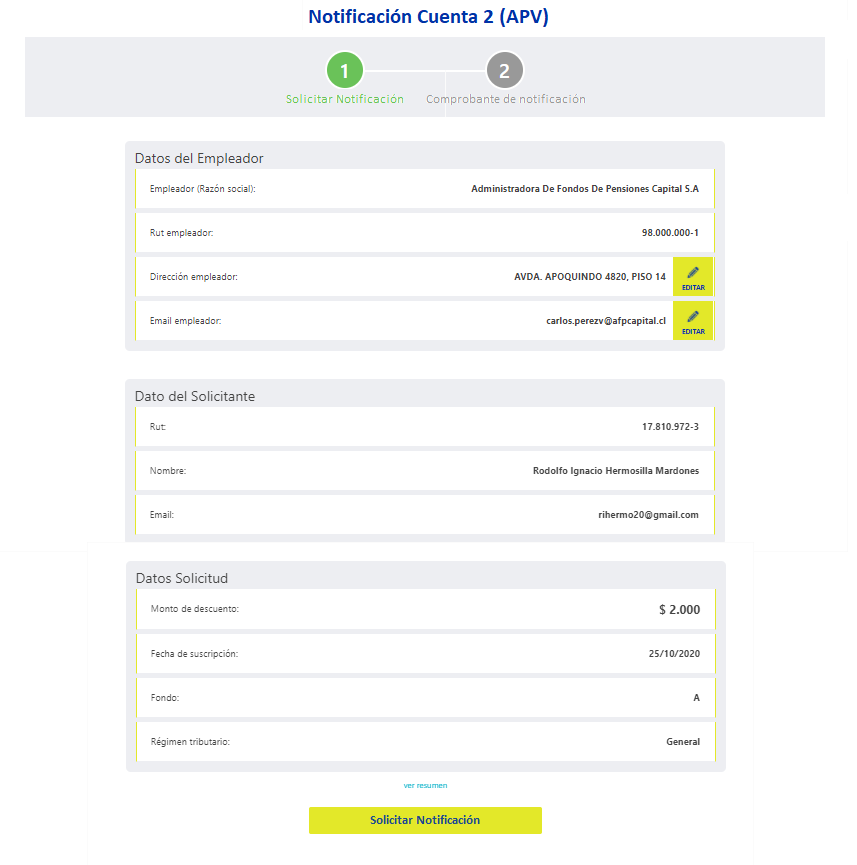 Notificación Cuenta 2 (APV)
1
2
Solicitar Notificación
Comprobante de notificación
Datos del Empleador
Empleador (Razón social): Administradora De Fondos De Pensiones Capital S.A
Rut empleador: 98.000.000-1
Dirección empleador: AVDA. APOQUINDO 4820, PISO 14 EDITAR
Email empleador: carlos.perezv@afpcapital.cl EDITAR
Dato del Solicitante
Rut: 17.810.972-3
Nombre: Rodolfo Ignacio Hermosilla Mardones
Email: rihermo20@gmail.com
Datos Solicitud
Monto de descuento: $ 2.000
Fecha de suscripción: 25/10/2020
Fondo: A
Régimen tributario: General
ver resumen
Solicitar Notificación